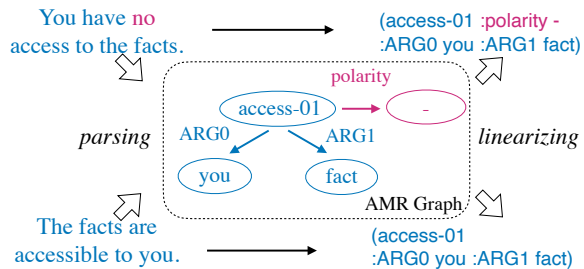 You have no
access to the facts.
(access-01 :polarity -
:ARG0 you :ARG1 fact)
polarity
access-01
-
parsing
ARG0
ARG1
linearizing
you
fact
AMR Graph
The facts are
accessible to you.
(access-01
:ARG0 you :ARG1 fact)